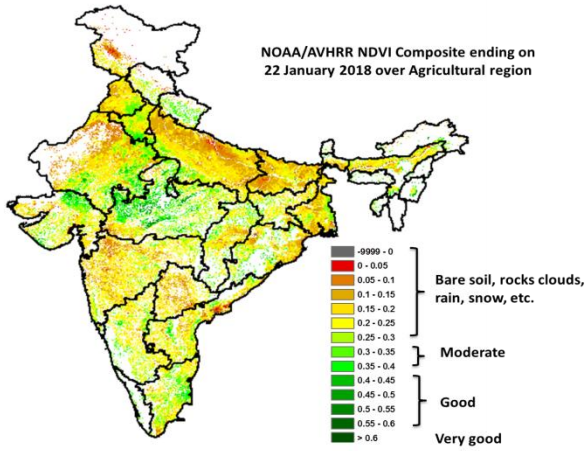 NOAA/AVHRR NDVI Composite ending on
22 January 2018 over Agricultural region
-9999 - 0
0 - 0.05
0.05 - 0.1
0.1 - 0.15
0.15 - 0.2
0.2 - 0.25
0.25 - 0.3
Bare soil, rocks clouds,
rain, snow, etc.
0.3 - 0.35
0.35 - 0.4
Moderate
0.4 - 0.45
0.45 - 0.5
0.5 - 0.55
0.55 - 0.6
Good
> 0.6
Very good